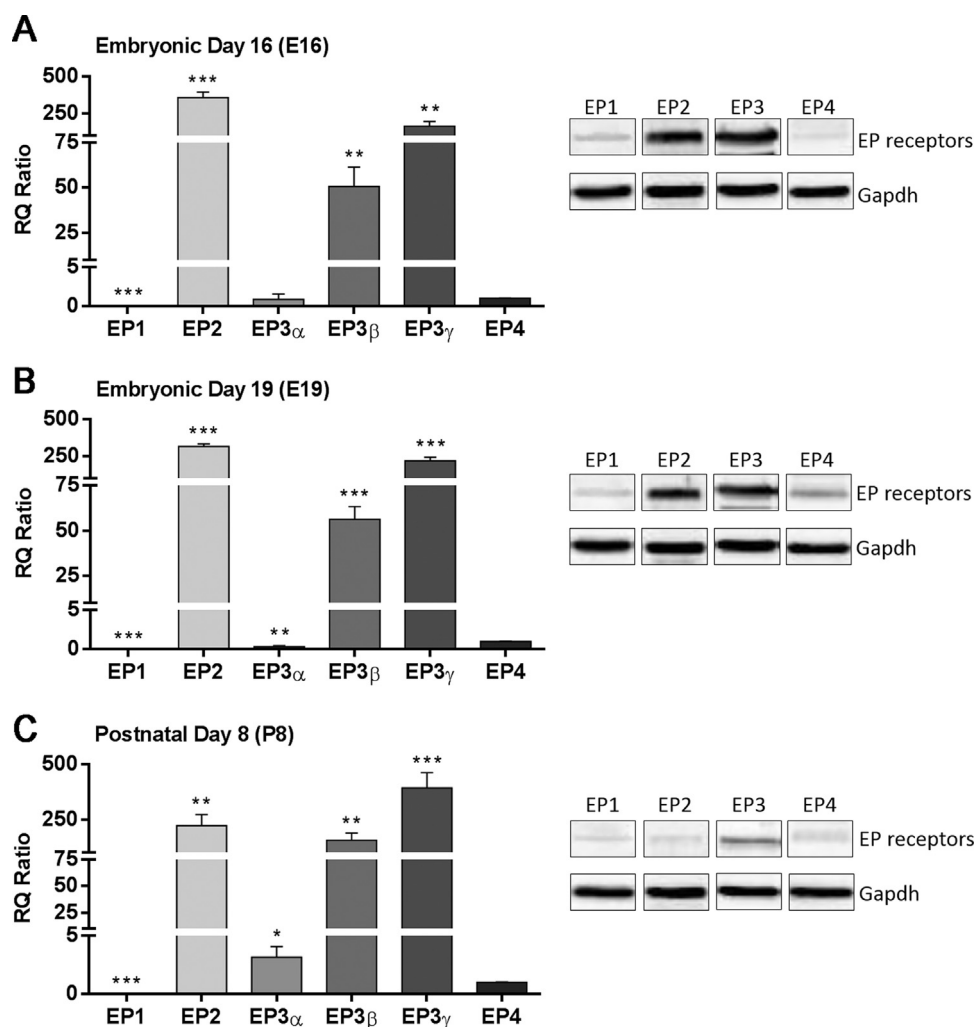 A
Embryonic Day 16 (E16)
RQ Ratio
500
250
75
50
25
5
0
***
***
**
**
EP1 EP2 EP3α EP3β EP3γ EP4
EP1 EP2 EP3 EP4
EP receptors
Gapdh
B
Embryonic Day 19 (E19)
RQ Ratio
500
250
75
50
25
5
0
***
***
**
***
***
EP1 EP2 EP3α EP3β EP3γ EP4
EP1 EP2 EP3 EP4
EP receptors
Gapdh
C
Postnatal Day 8 (P8)
RQ Ratio
500
250
75
50
25
5
0
***
**
*
**
***
EP1 EP2 EP3α EP3β EP3γ EP4
EP1 EP2 EP3 EP4
EP receptors
Gapdh